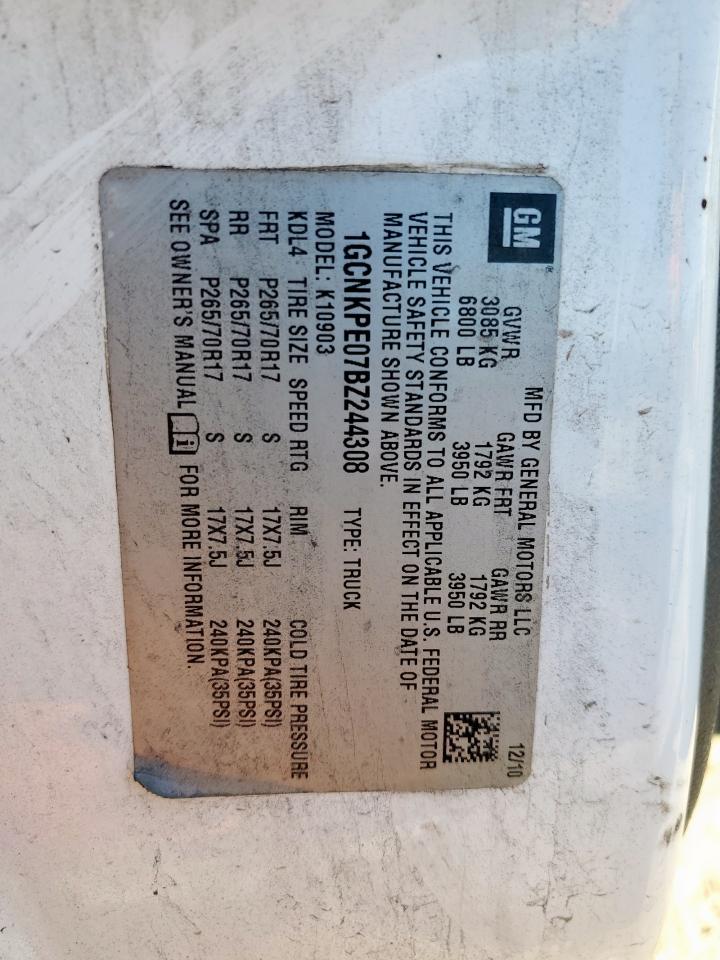 GM
MFD BY GENERAL MOTORS LLC 12/10
GVWR GAWR FRT GAWR RR
3085 KG 1792 KG 1792 KG
6800 LB 3950 LB 3950 LB
THIS VEHICLE CONFORMS TO ALL APPLICABLE U.S. FEDERAL MOTOR
VEHICLE SAFETY STANDARDS IN EFFECT ON THE DATE OF
MANUFACTURE SHOWN ABOVE.
1GCNKPE07BZ244308 TYPE: TRUCK
MODEL: K10903
KDL4 TIRE SIZE SPEED RTG RIM COLD TIRE PRESSURE
FRT P265/70R17 S 17X7.5J 240KPA(35PSI)
RR P265/70R17 S 17X7.5J 240KPA(35PSI)
SPA P265/70R17 S 17X7.5J 240KPA(35PSI)
SEE OWNER'S MANUAL i FOR MORE INFORMATION.